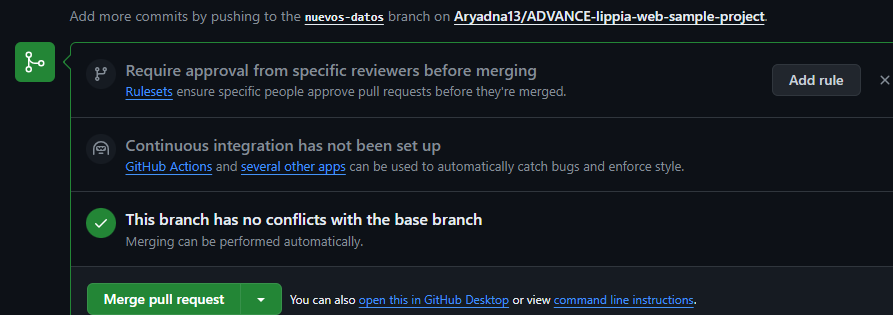 Add more commits by pushing to the nuevos-datos branch on Aryadna13/ADVANCE-lippia-web-sample-project.
Require approval from specific reviewers before merging
Rulesets ensure specific people approve pull requests before they're merged.
Add rule
Continuous integration has not been set up
GitHub Actions and several other apps can be used to automatically catch bugs and enforce style.
This branch has no conflicts with the base branch
Merging can be performed automatically.
Merge pull request
You can also open this in GitHub Desktop or view command line instructions.